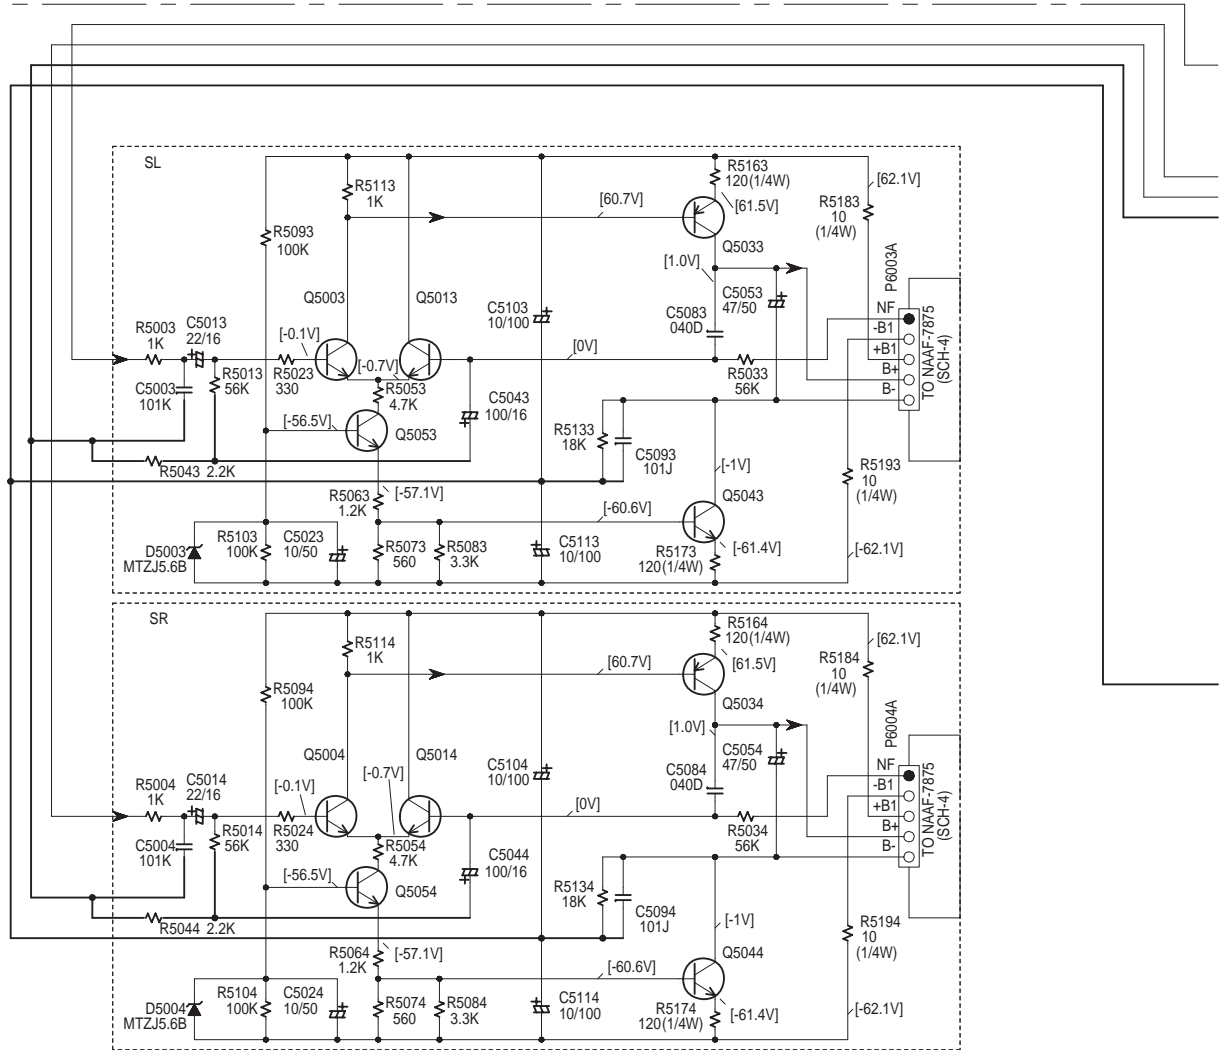 SL
R5163
120(1/4W)
[62.1V]
R5113
1K
[60.7V]
[61.5V]
R5183
10
(1/4W)
R5093
100K
Q5033
[1.0V]
P6003A
Q5003
Q5013
C5103
10/100
C5053
47/50
C5083
040D
NF
-B1
+B1
B+
B-
TO NAAF-7875
(SCH-4)
R5003
1K
C5013
22/16
[-0.1V]
[0V]
[-0.7V]
R5013
56K
R5023
330
R5053
4.7K
R5033
56K
C5003
101K
C5043
100/16
[-56.5V]
Q5053
R5133
18K
C5093
101J
R5043 2.2K
[-1V]
R5193
10
(1/4W)
R5063
1.2K
[-57.1V]
Q5043
[-60.6V]
D5003
MTZJ5.6B
R5103
100K
C5023
10/50
R5073
560
R5083
3.3K
C5113
10/100
R5173
120(1/4W)
[-61.4V]
[-62.1V]
SR
R5164
120(1/4W)
[62.1V]
R5114
1K
[60.7V]
[61.5V]
R5184
10
(1/4W)
R5094
100K
Q5034
[1.0V]
P6004A
Q5004
Q5014
C5104
10/100
C5054
47/50
C5084
040D
NF
-B1
+B1
B+
B-
TO NAAF-7875
(SCH-4)
R5004
1K
C5014
22/16
[-0.1V]
[-0.7V]
[0V]
R5014
56K
R5024
330
R5054
4.7K
R5034
56K
C5004
101K
C5044
100/16
[-56.5V]
Q5054
R5134
18K
C5094
101J
R5044 2.2K
[-1V]
R5194
10
(1/4W)
R5064
1.2K
[-57.1V]
Q5044
[-60.6V]
D5004
MTZJ5.6B
R5104
100K
C5024
10/50
R5074
560
R5084
3.3K
C5114
10/100
R5174
120(1/4W)
[-61.4V]
[-62.1V]